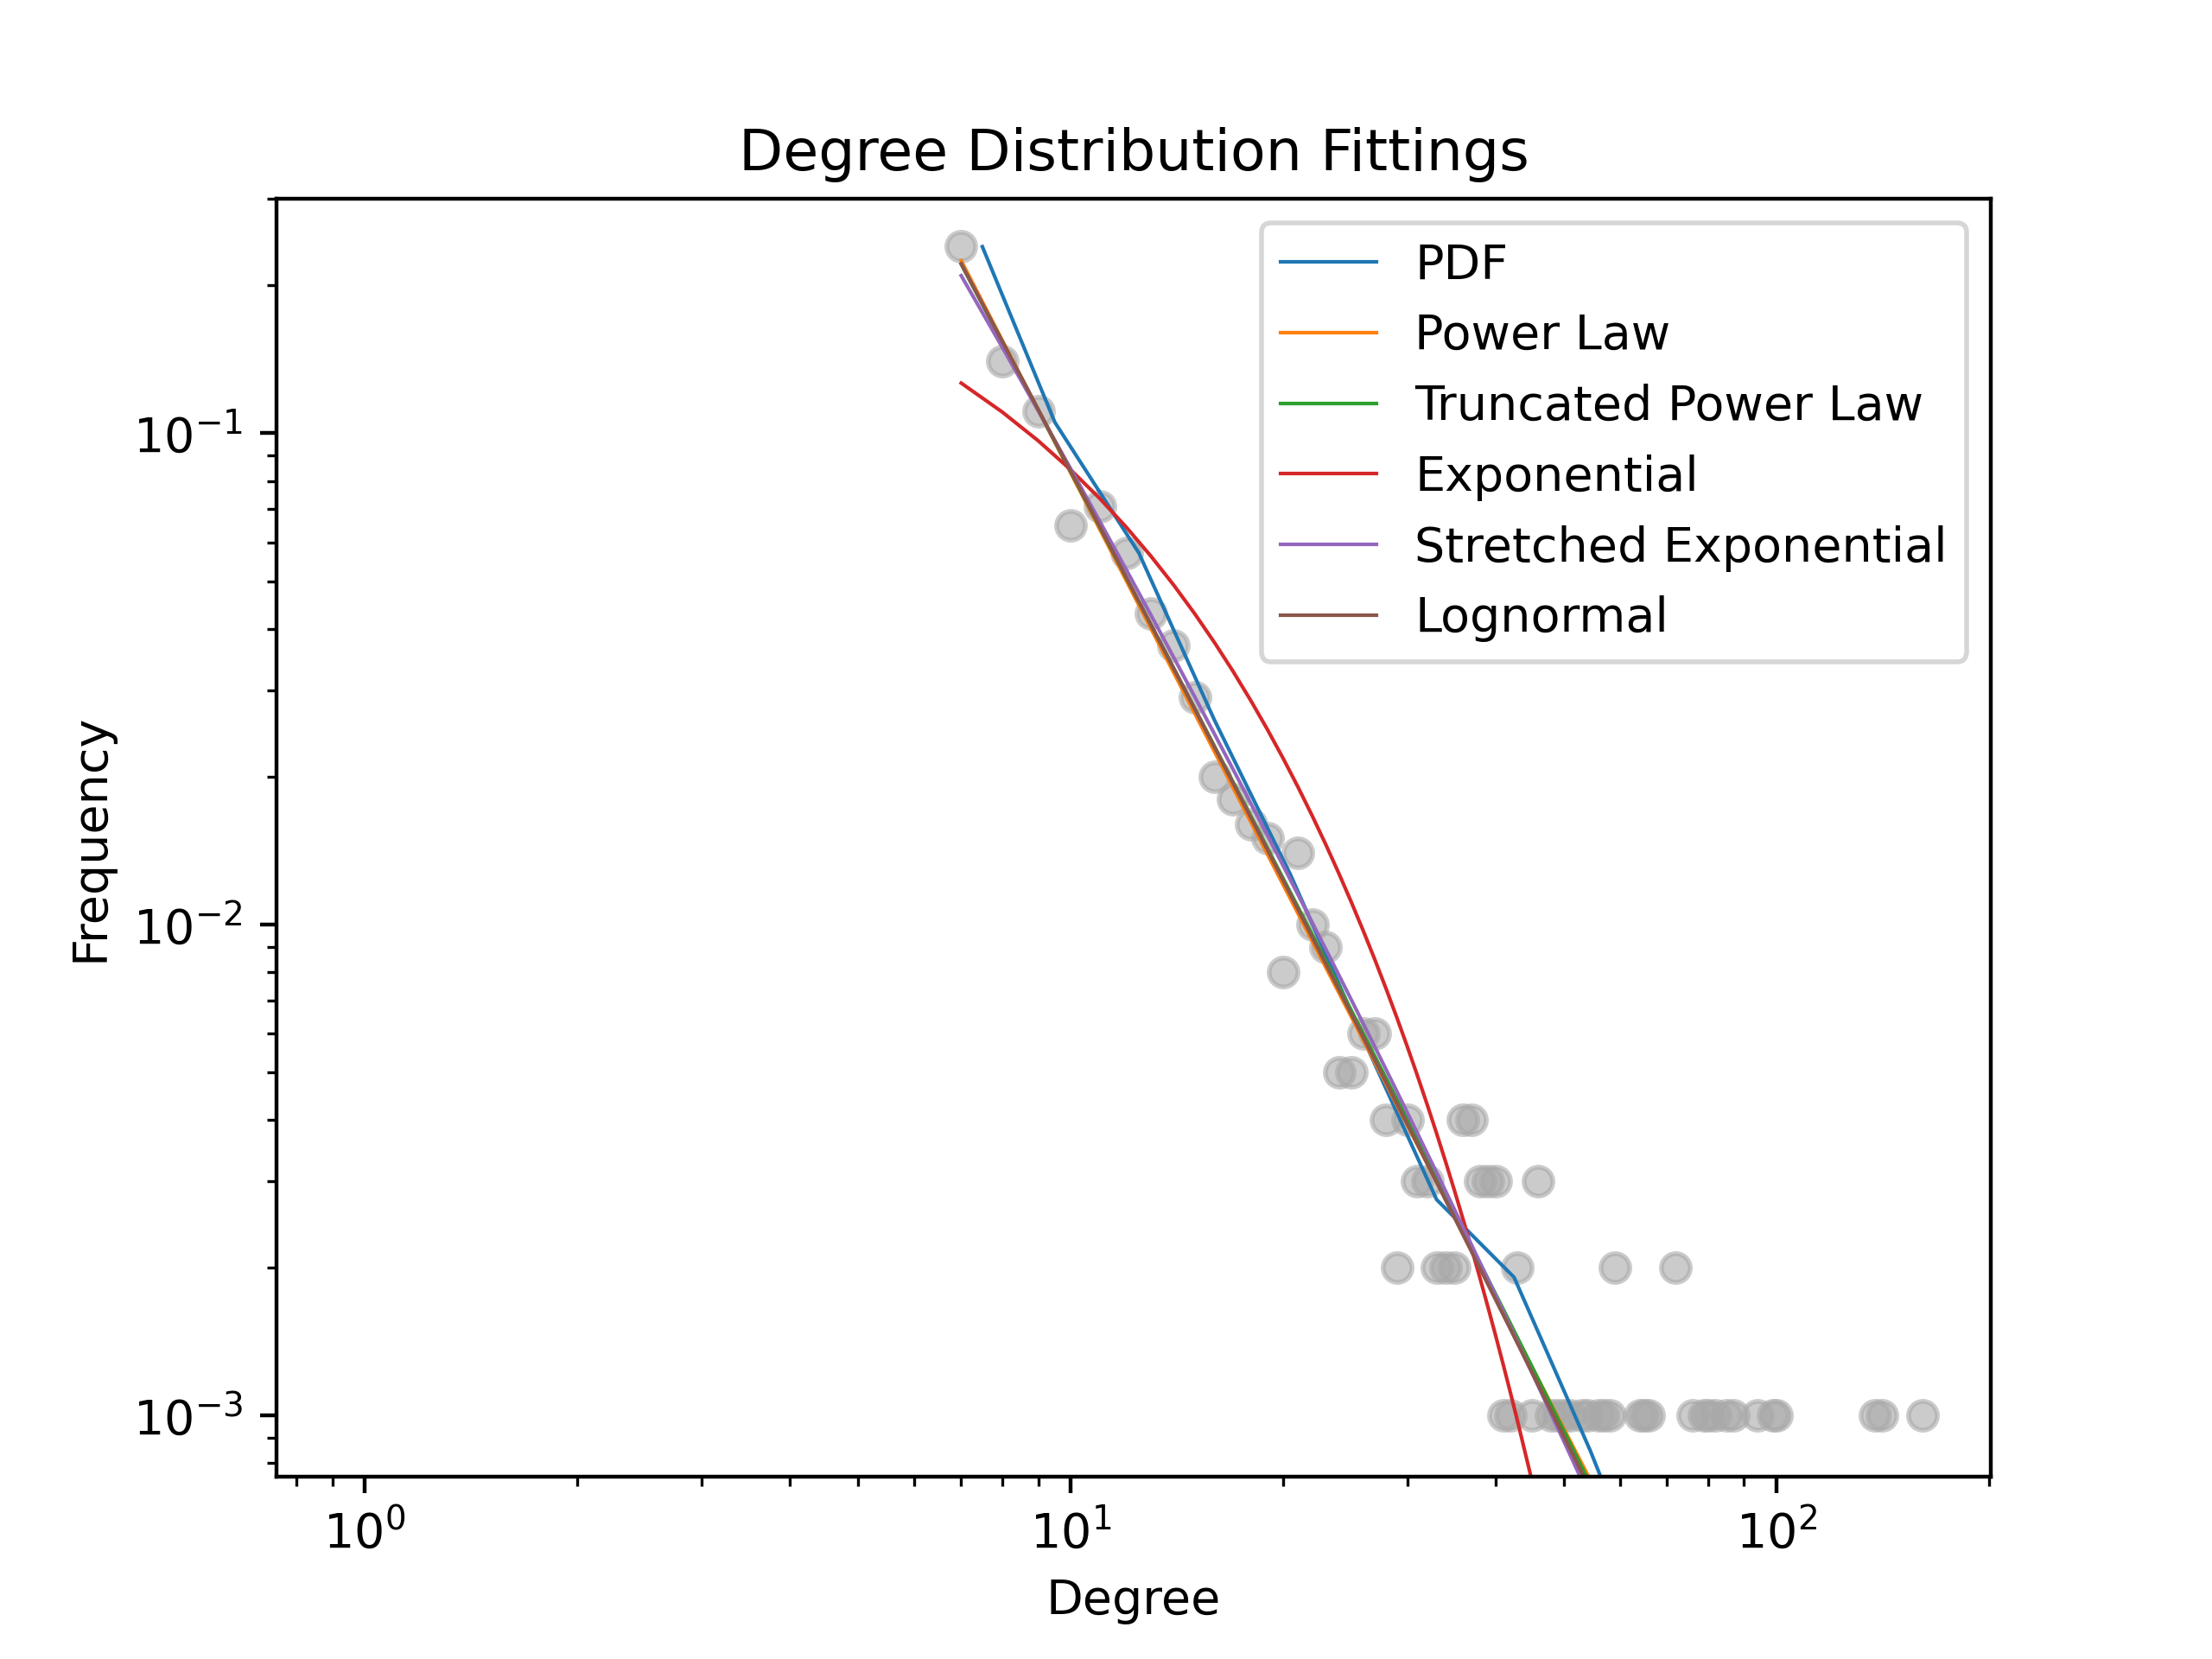 Degree Distribution Fittings
PDF
Power Law
Truncated Power Law
Exponential
Stretched Exponential
Lognormal
Frequency
10⁻¹
10⁻²
10⁻³
10⁰
10¹
10²
Degree